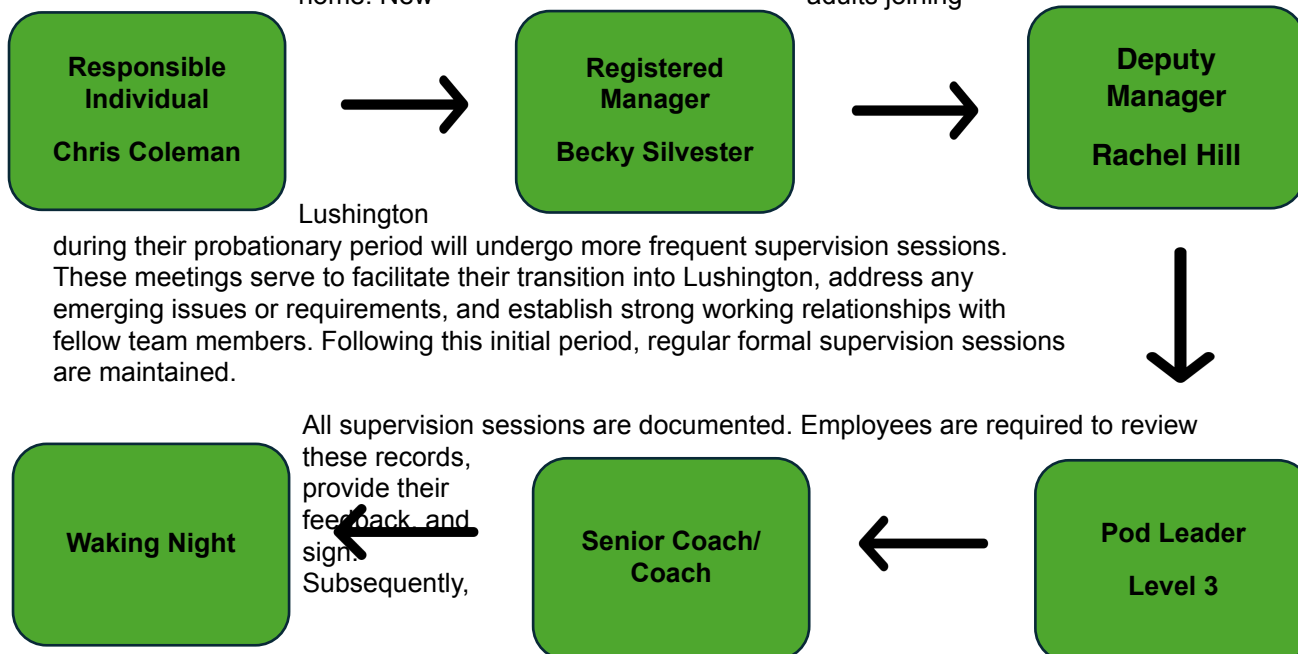 home. New adults joining
Responsible
Individual
Chris Coleman
Registered
Manager
Becky Silvester
Deputy
Manager
Rachel Hill
Lushington
during their probationary period will undergo more frequent supervision sessions.
These meetings serve to facilitate their transition into Lushington, address any
emerging issues or requirements, and establish strong working relationships with
fellow team members. Following this initial period, regular formal supervision sessions
are maintained.
All supervision sessions are documented. Employees are required to review
these records,
provide their
feedback, and
sign.
Subsequently,
Waking Night
Senior Coach/
Coach
Pod Leader
Level 3